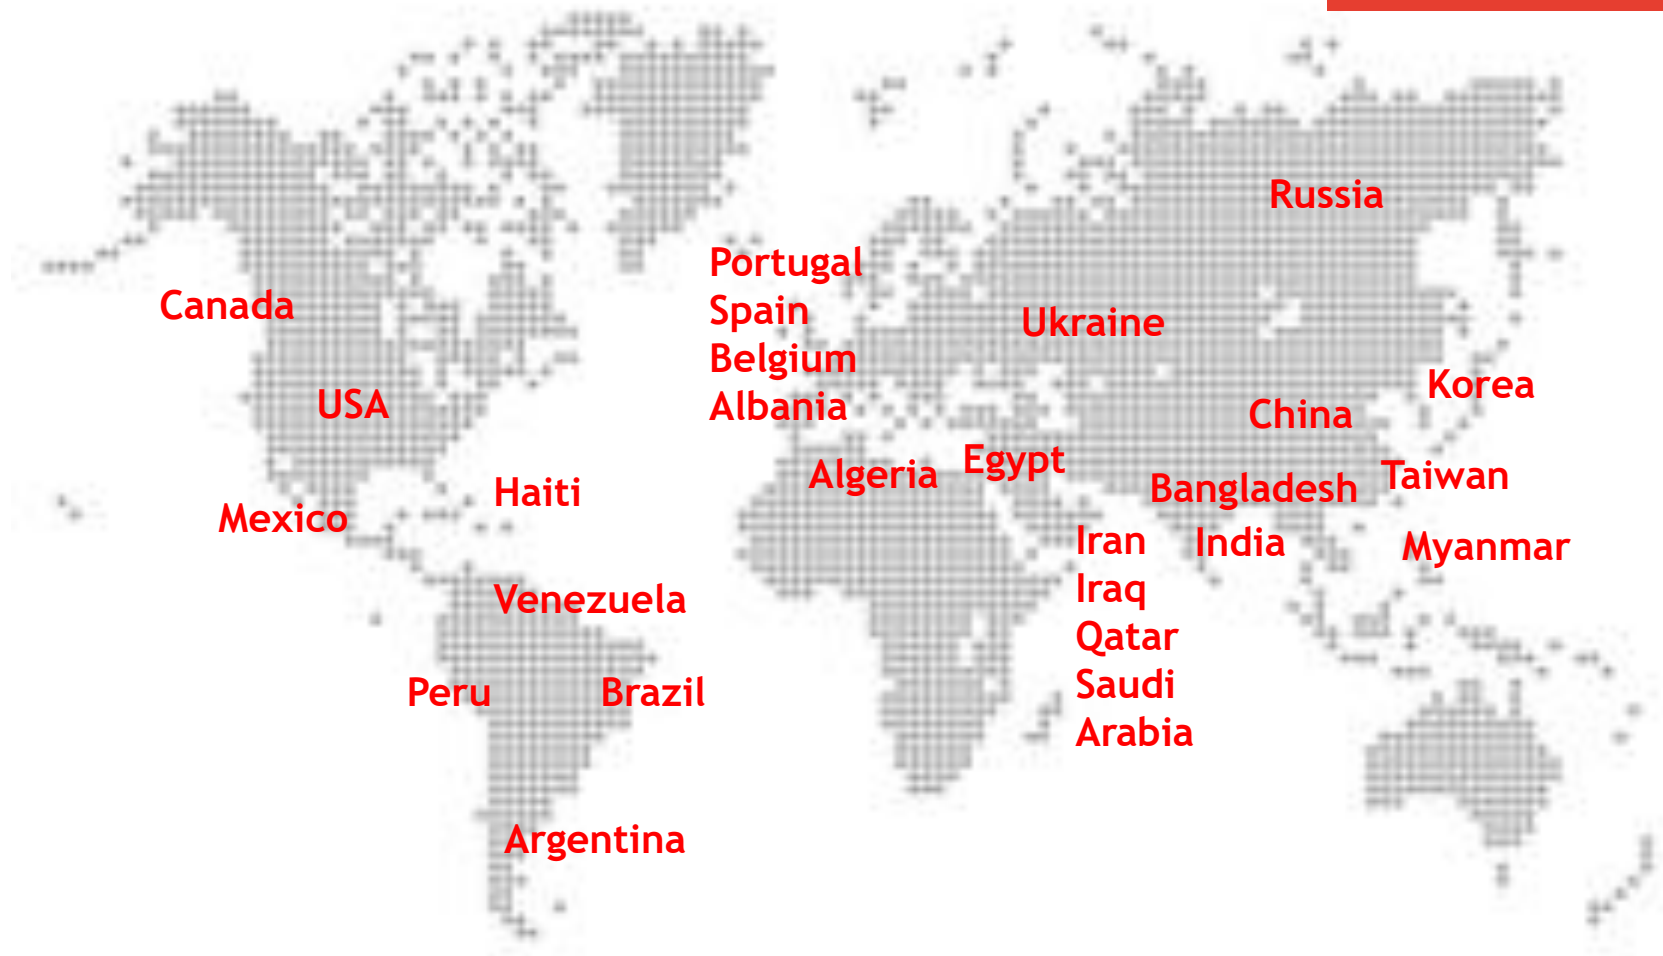 Russia
Portugal
Spain
Belgium
Albania
Canada
Ukraine
USA
Korea
China
Algeria
Egypt
Bangladesh
Taiwan
Haiti
Mexico
Iran
Iraq
Qatar
Saudi
Arabia
India
Myanmar
Venezuela
Peru
Brazil
Argentina